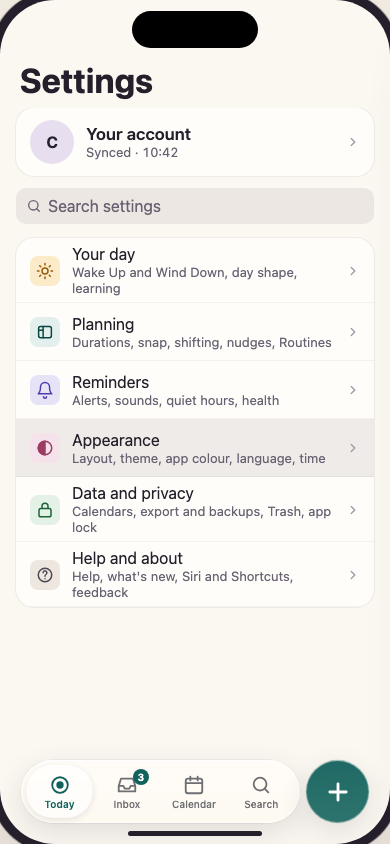 Settings
C
Your account
Synced · 10:42
Search settings
Your day
Wake Up and Wind Down, day shape,
learning
Planning
Durations, snap, shifting, nudges, Routines
Reminders
Alerts, sounds, quiet hours, health
Appearance
Layout, theme, app colour, language, time
Data and privacy
Calendars, export and backups, Trash, app
lock
Help and about
Help, what's new, Siri and Shortcuts,
feedback
3
Today
Inbox
Calendar
Search